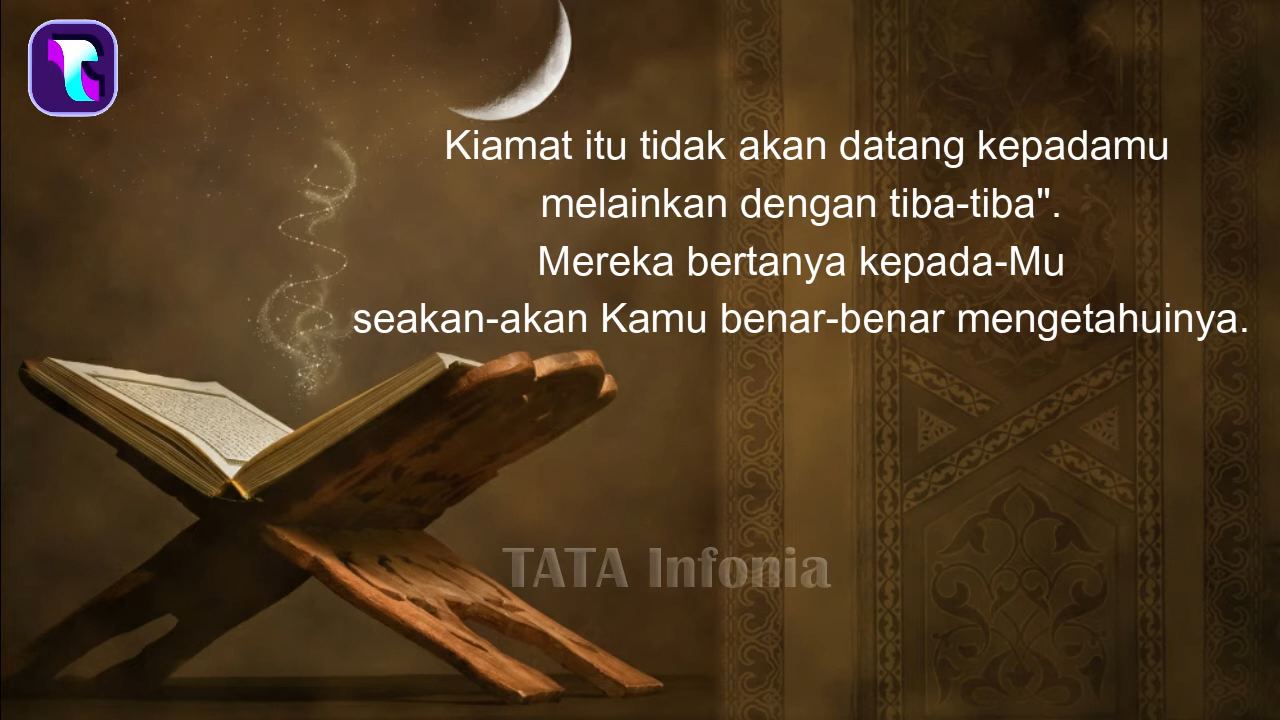 Kiamat itu tidak akan datang kepadamu
melainkan dengan tiba-tiba".
Mereka bertanya kepada-Mu
seakan-akan Kamu benar-benar mengetahuinya.
TATA Infonia